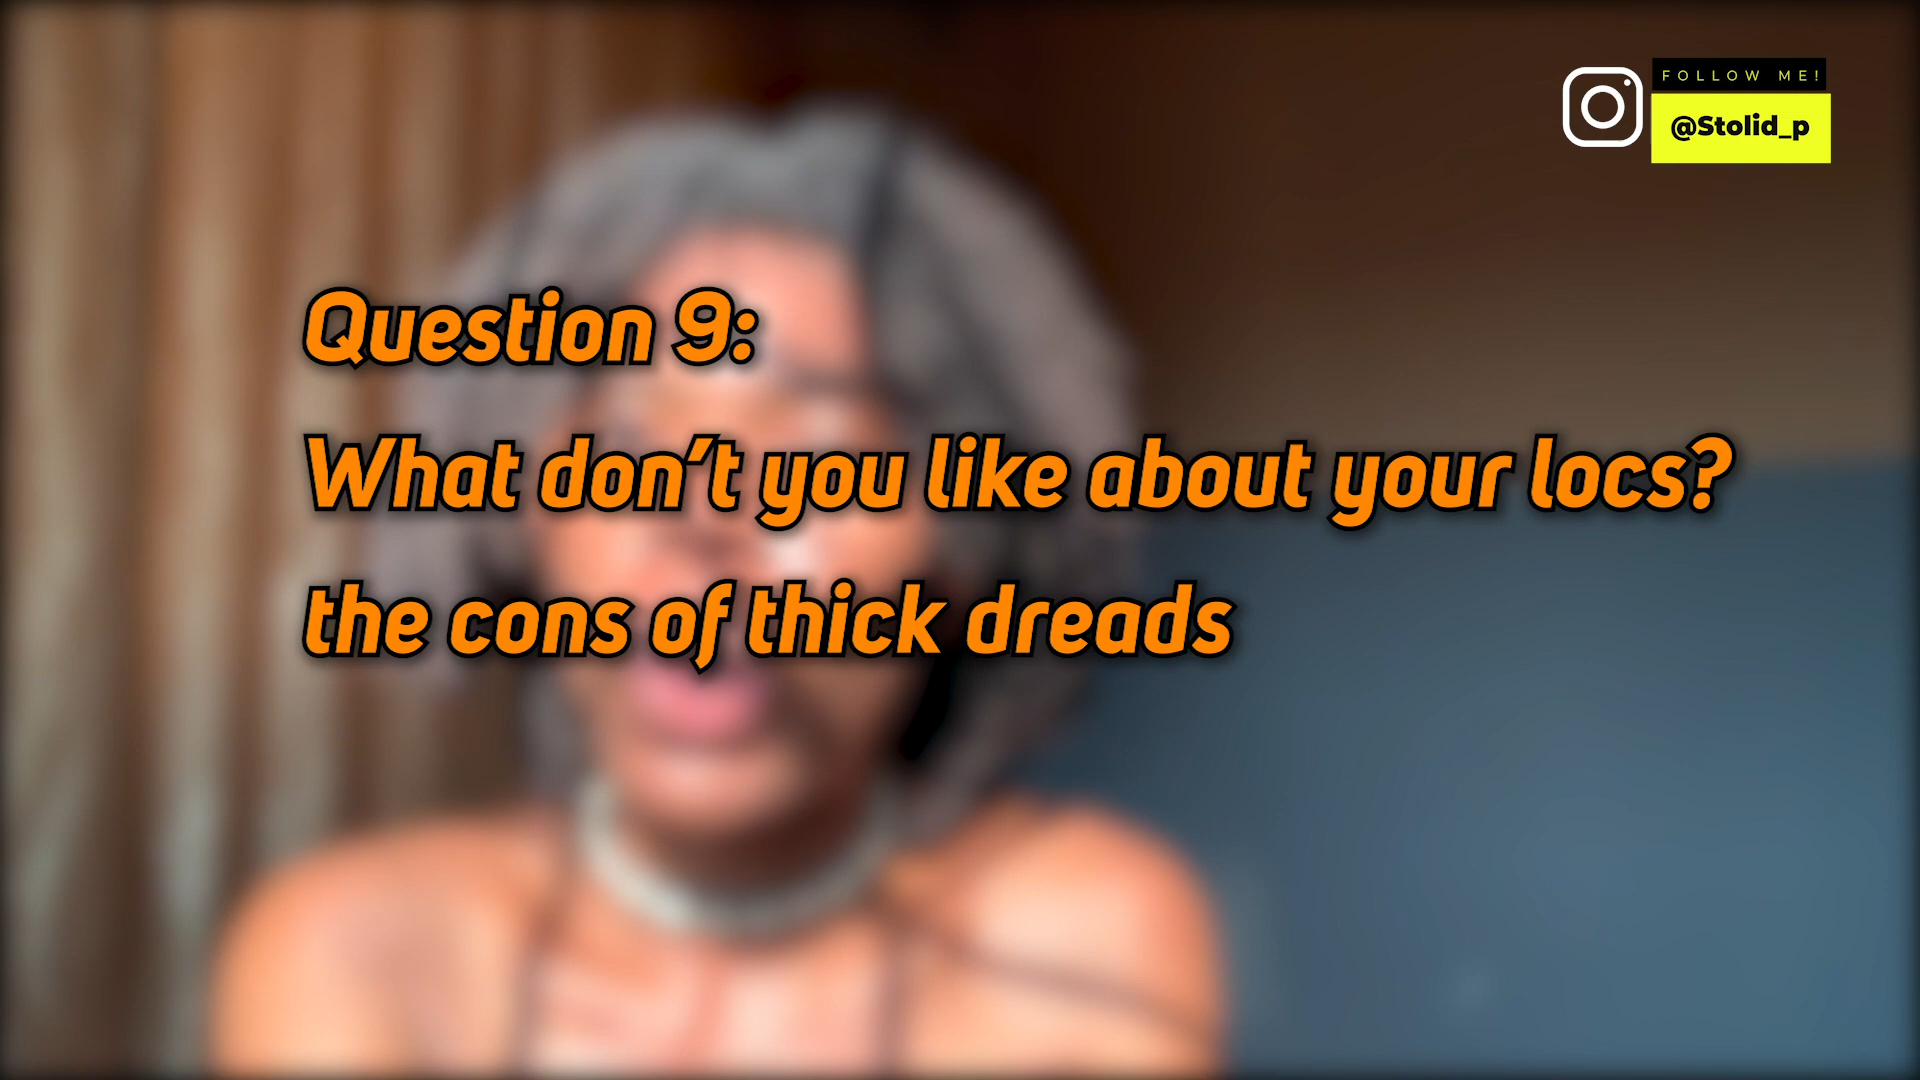 FOLLOW ME!
@Stolid_p
Question 9:
What don't you like about your locs?
the cons of thick dreads